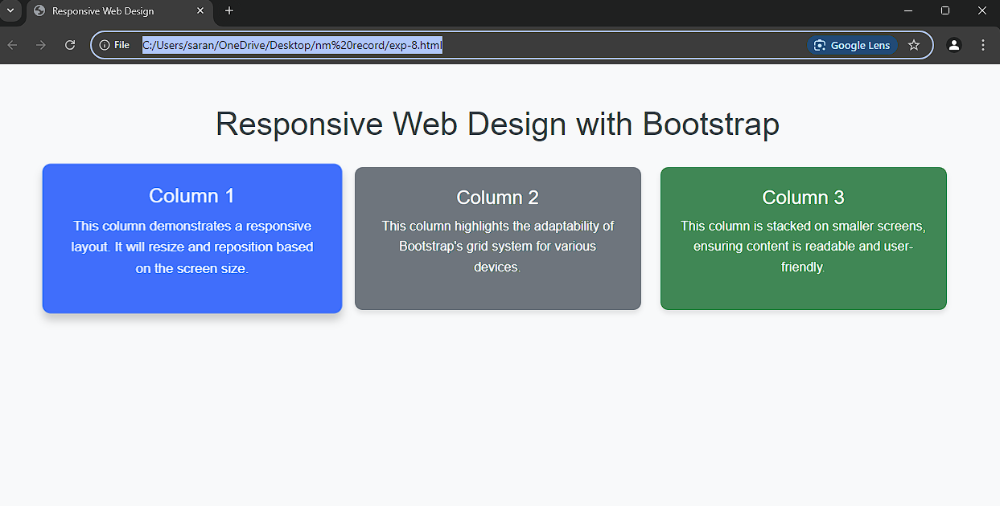 Responsive Web Design
File
C:/Users/saran/OneDrive/Desktop/nm%20record/exp-8.html
Google Lens
Responsive Web Design with Bootstrap
Column 1
This column demonstrates a responsive
layout. It will resize and reposition based
on the screen size.
Column 2
This column highlights the adaptability of
Bootstrap's grid system for various
devices.
Column 3
This column is stacked on smaller screens,
ensuring content is readable and user-
friendly.